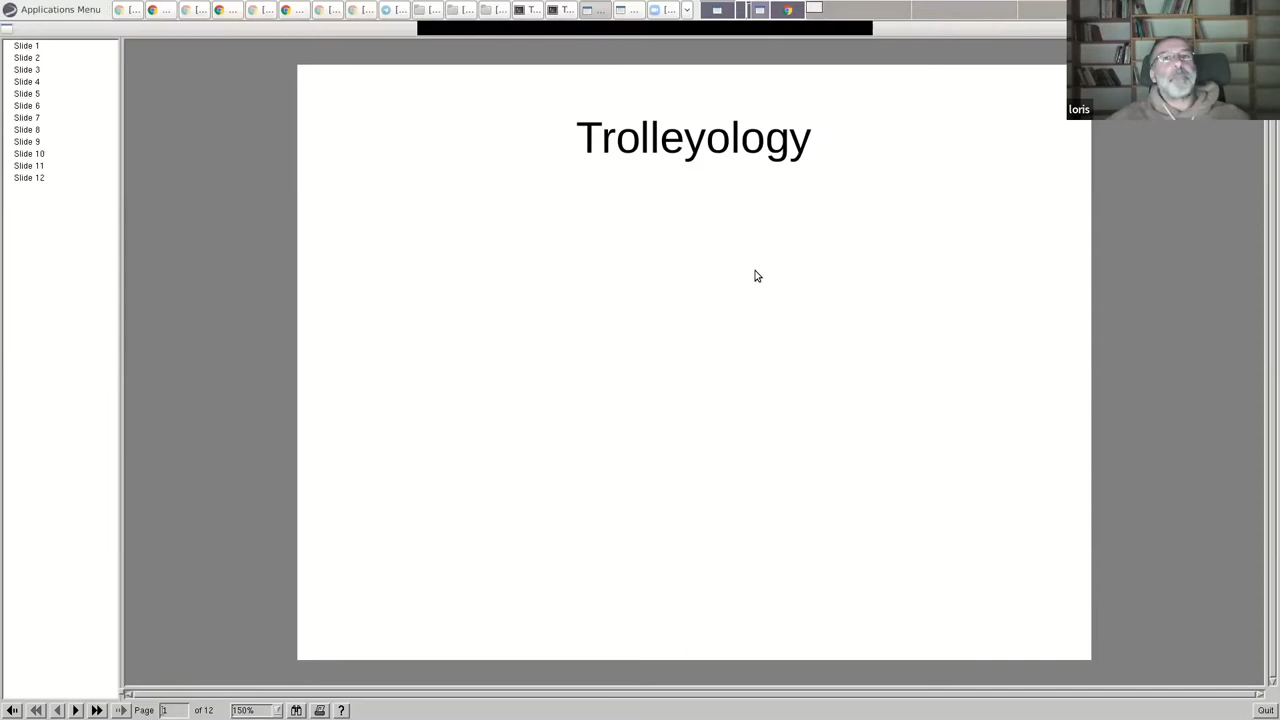 Applications Menu
[...
...
[...
...
[...
...
[...
[...
[...
[...
[...
[...
T...
T...
...
...
[...
loris
Slide 1
Slide 2
Slide 3
Slide 4
Slide 5
Slide 6
Slide 7
Slide 8
Slide 9
Slide 10
Slide 11
Slide 12
Trolleyology
Page 1 of 12 150% ? Quit